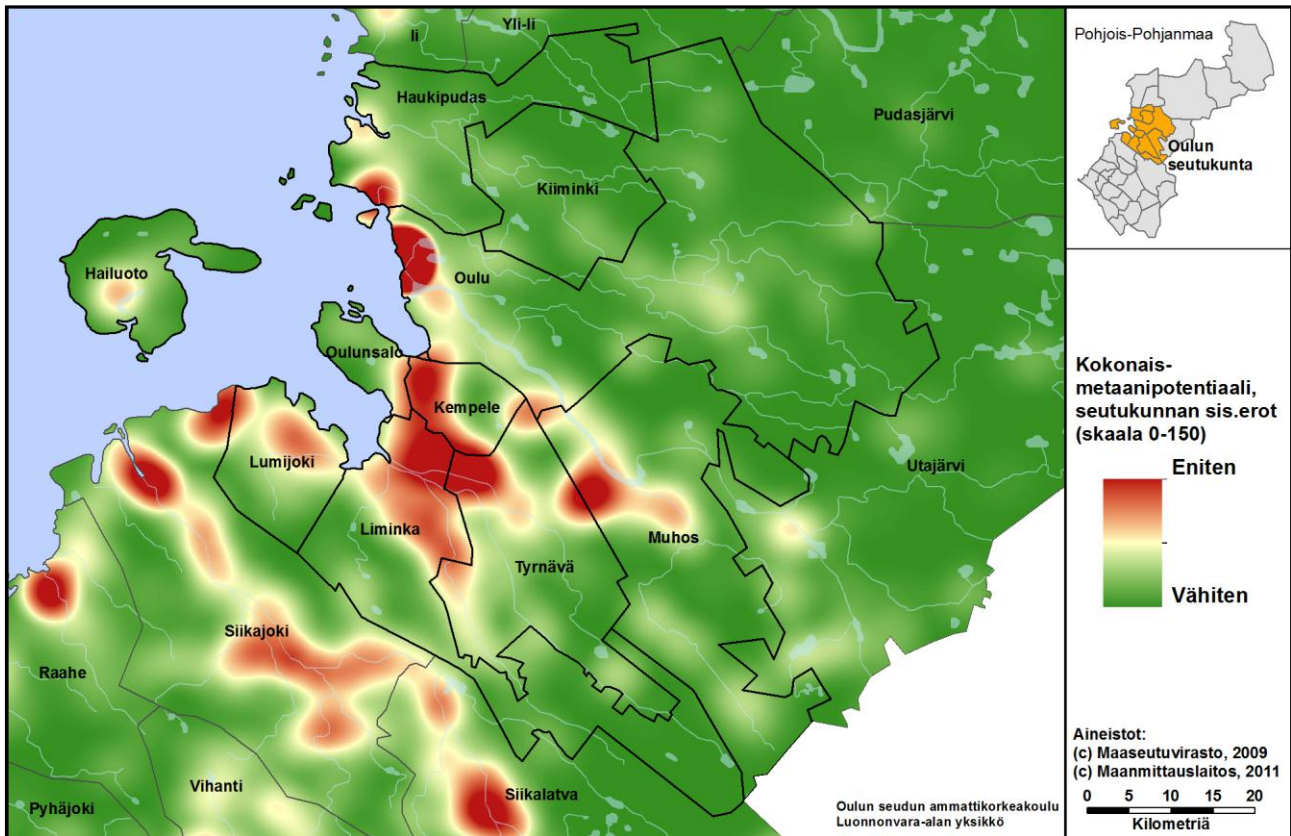 Ii
Yli-Ii
Haukipudas
Pudasjärvi
Kiiminki
Hailuoto
Oulu
Oulunsalo
Kempele
Lumijoki
Utajärvi
Liminka
Muhos
Tyrnävä
Siikajoki
Raahe
Vihanti
Siikalatva
Pyhäjoki
Oulun seudun ammattikorkeakoulu
Luonnonvara-alan yksikkö
Pohjois-Pohjanmaa
Oulun
seutukunta
Kokonais-
metaanipotentiaali,
seutukunnan sis.erot
(skaala 0-150)
Eniten
Vähiten
Aineistot:
(c) Maaseutuvirasto, 2009
(c) Maanmittauslaitos, 2011
0 5 10 15 20
Kilometriä